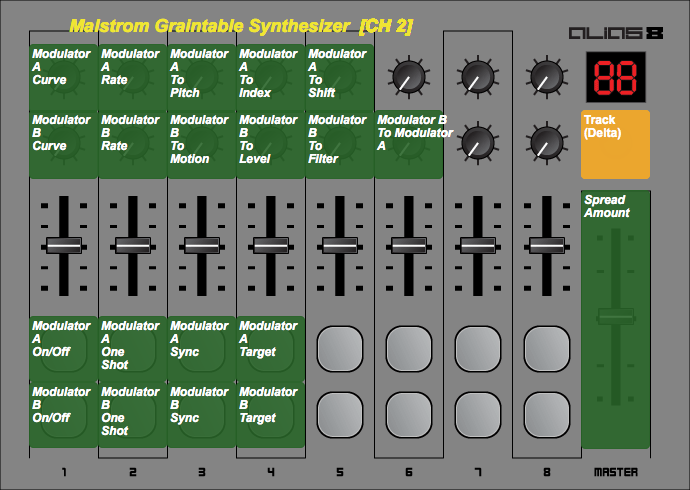 Malstrom Graintable Synthesizer [CH 2]
ALIAS 8
Modulator
A
Curve
Modulator
A
Rate
Modulator
A
To
Pitch
Modulator
A
To
Index
Modulator
A
To
Shift
88
Modulator
B
Curve
Modulator
B
Rate
Modulator
B
To
Motion
Modulator
B
To
Level
Modulator
B
To
Filter
Modulator B
To Modulator
A
Track
(Delta)
Spread
Amount
Modulator
A
On/Off
Modulator
A
One
Shot
Modulator
A
Sync
Modulator
A
Target
Modulator
B
On/Off
Modulator
B
One
Shot
Modulator
B
Sync
Modulator
B
Target
1 2 3 4 5 6 7 8 MASTER